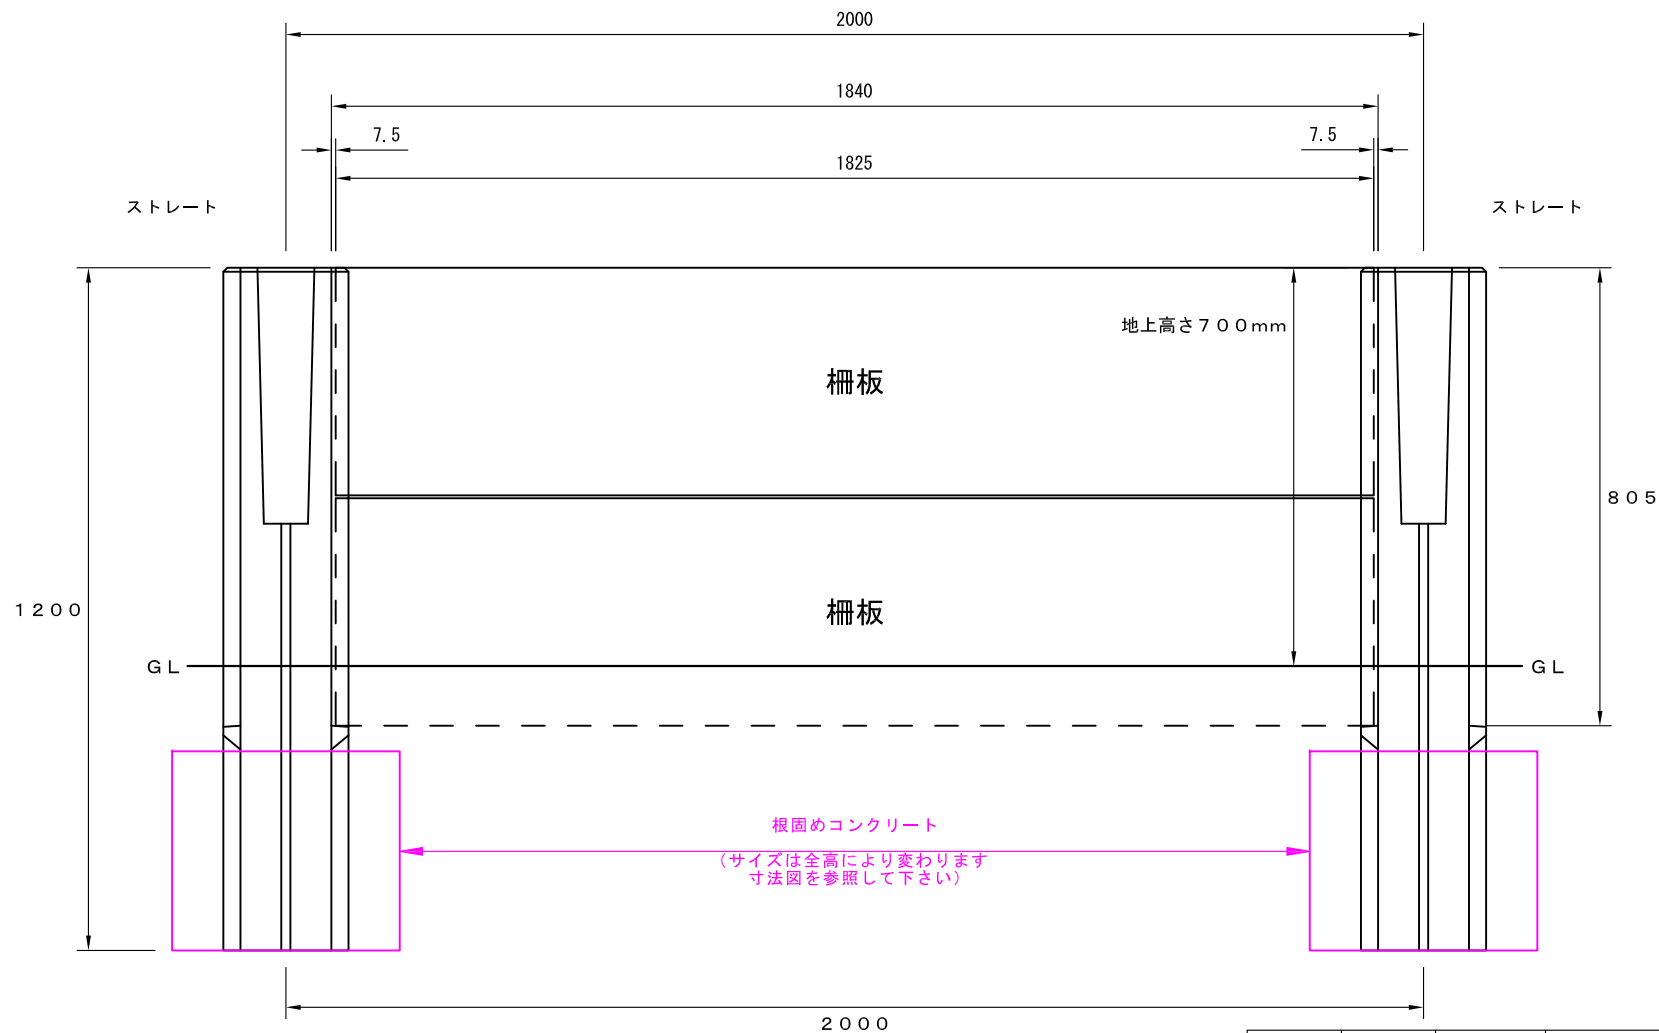 2000
1840
7.5
7.5
1825
ストレート
ストレート
地上高さ700mm
柵板
805
柵板
1200
GL
GL
根固めコンクリート
(サイズは全高により変わります
寸法図を参照して下さい)
2000